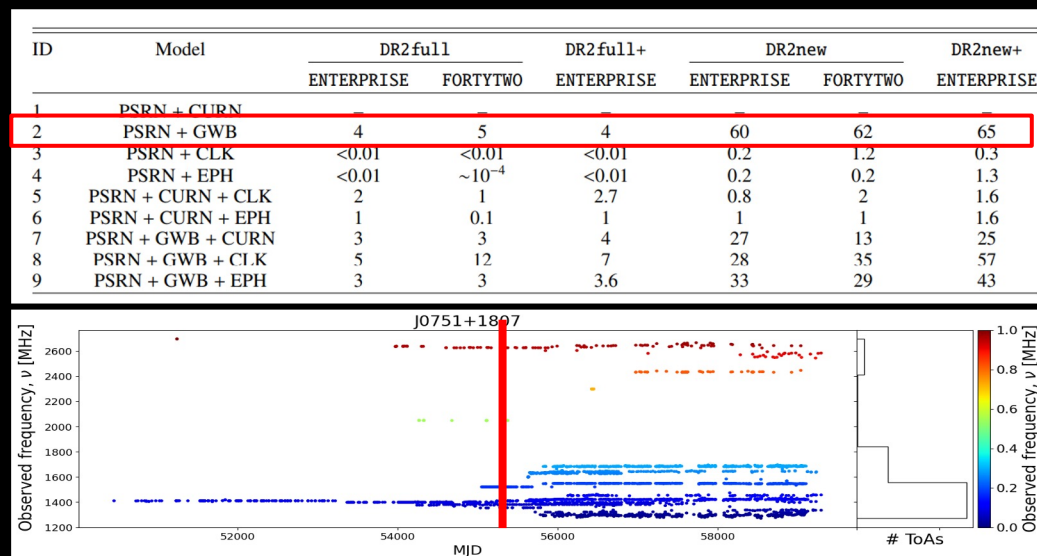 ID Model DR2full DR2full+ DR2new DR2new+
ENTERPRISE FORTYTWO ENTERPRISE ENTERPRISE FORTYTWO ENTERPRISE
1 PSRN + CURN – – – – – –
2 PSRN + GWB 4 5 4 60 62 65
3 PSRN + CLK <0.01 <0.01 <0.01 0.2 1.2 0.3
4 PSRN + EPH <0.01 ~10⁻⁴ <0.01 0.2 0.2 1.3
5 PSRN + CURN + CLK 2 1 2.7 0.8 2 1.6
6 PSRN + CURN + EPH 1 0.1 1 1 1 1.6
7 PSRN + GWB + CURN 3 3 4 27 13 25
8 PSRN + GWB + CLK 5 12 7 28 35 57
9 PSRN + GWB + EPH 3 3 3.6 33 29 43
J0751+1807
Observed frequency, ν [MHz]
2600
2400
2200
2000
1800
1600
1400
1200
52000 54000 56000 58000
MJD
# ToAs
1.0
0.8
0.6
0.4
0.2
0.0
Observed frequency, ν [MHz]